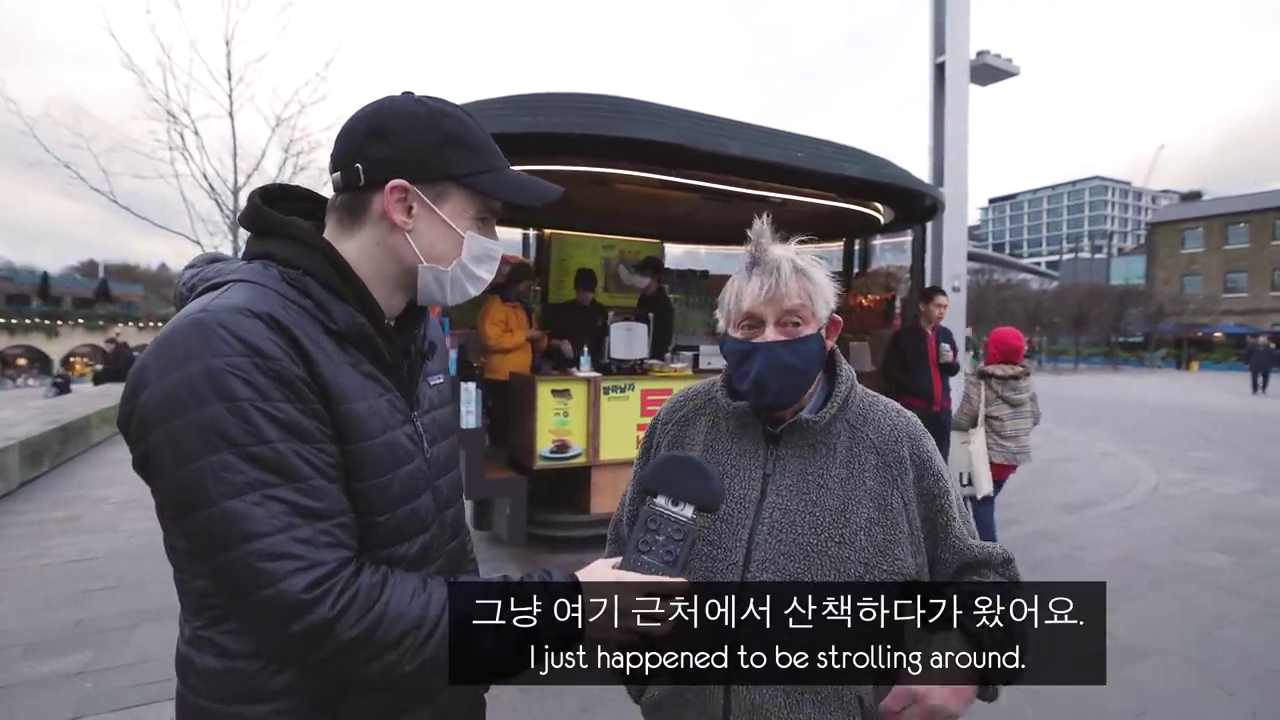 그냥 여기 근처에서 산책하다가 왔어요.
I just happened to be strolling around.